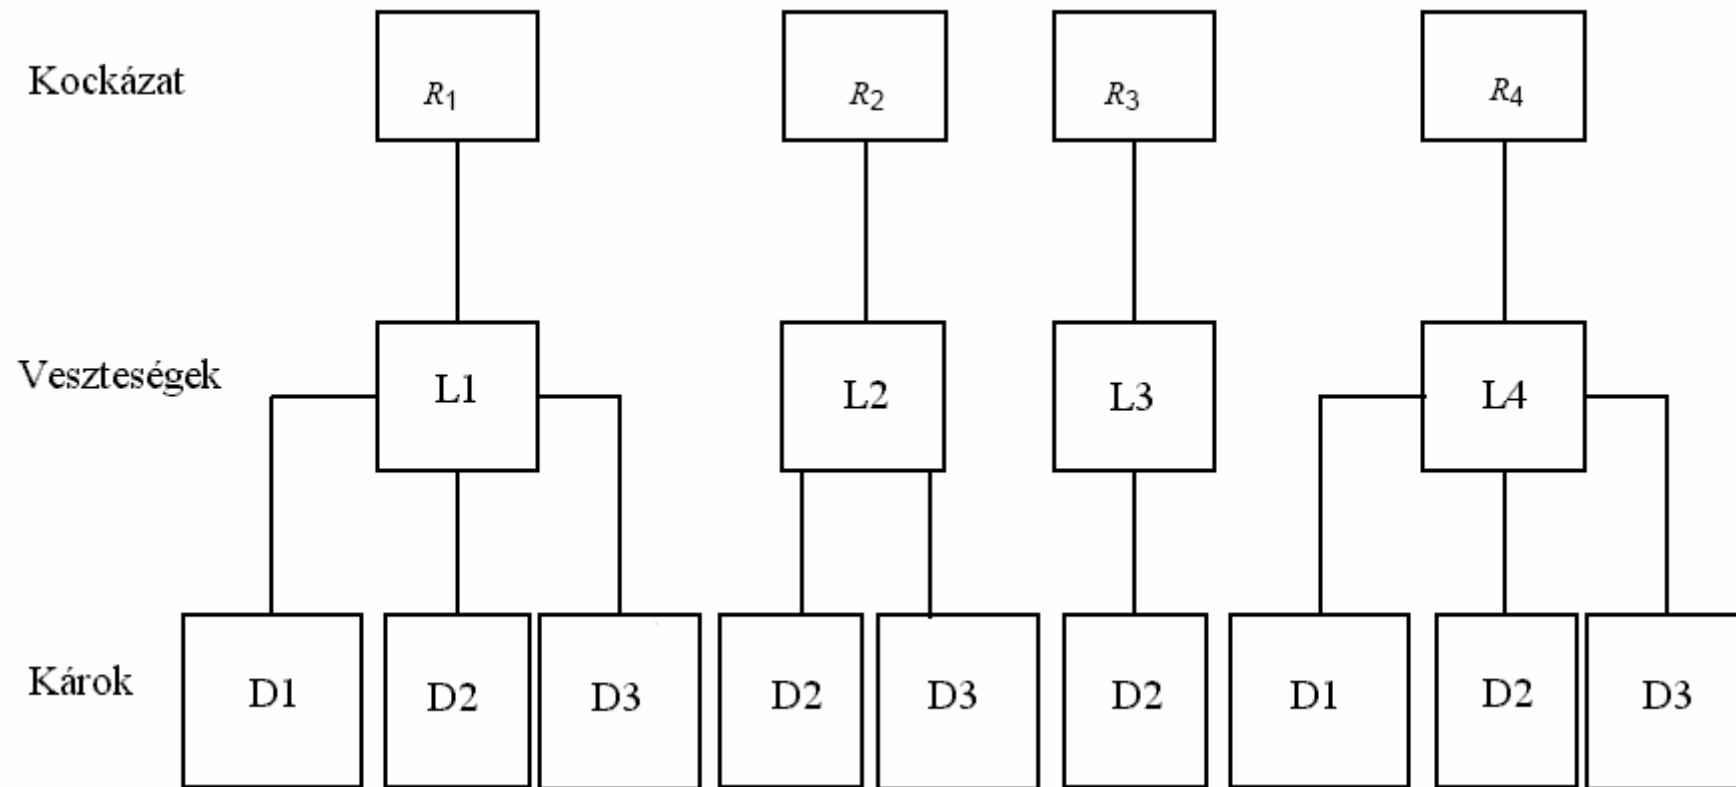 Kockázat R₁ R₂ R₃ R₄
Veszteségek L1 L2 L3 L4
Károk D1 D2 D3 D2 D3 D2 D1 D2 D3